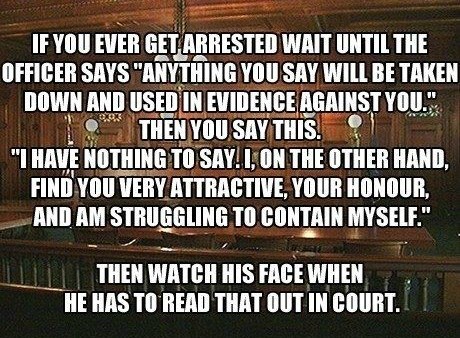 IF YOU EVER GET ARRESTED WAIT UNTIL THE
OFFICER SAYS "ANYTHING YOU SAY WILL BE TAKEN
DOWN AND USED IN EVIDENCE AGAINST YOU."
THEN YOU SAY THIS.
"I HAVE NOTHING TO SAY. I, ON THE OTHER HAND,
FIND YOU VERY ATTRACTIVE, YOUR HONOUR,
AND AM STRUGGLING TO CONTAIN MYSELF."
THEN WATCH HIS FACE WHEN
HE HAS TO READ THAT OUT IN COURT.